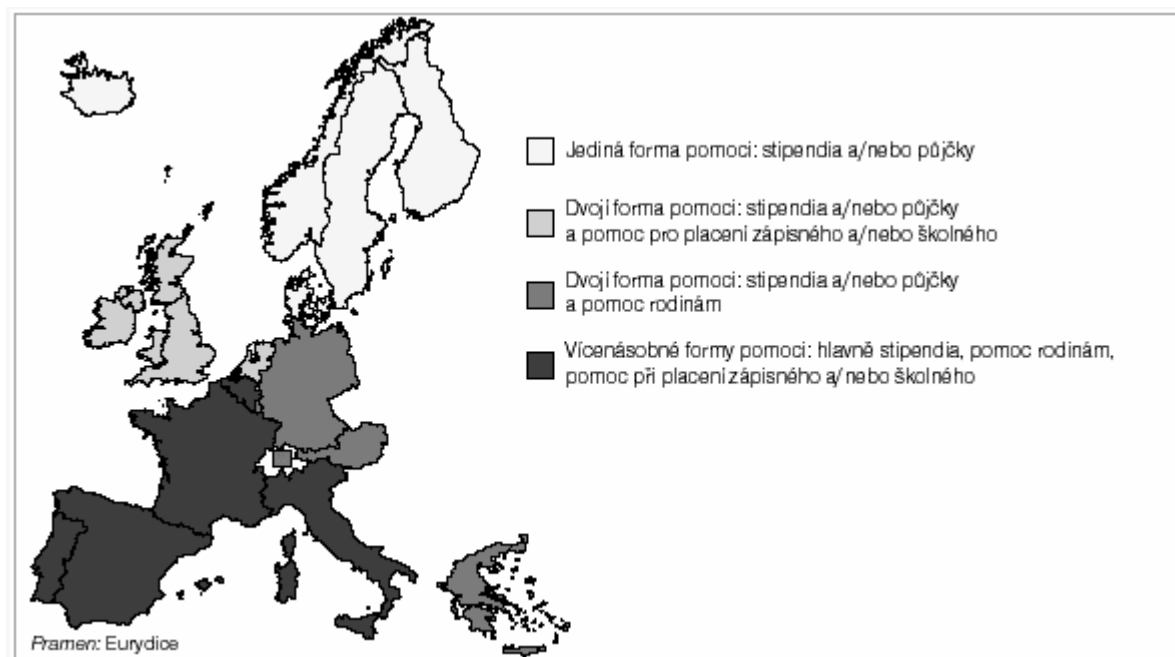 Jediná forma pomoci: stipendia a/nebo půjčky
Dvojí forma pomoci: stipendia a/nebo půjčky
a pomoc pro placení zápisného a/nebo školného
Dvojí forma pomoci: stipendia a/nebo půjčky
a pomoc rodinám
Vícenásobné formy pomoci: hlavně stipendia, pomoc rodinám,
pomoc při placení zápisného a/nebo školného
Pramen: Eurydice